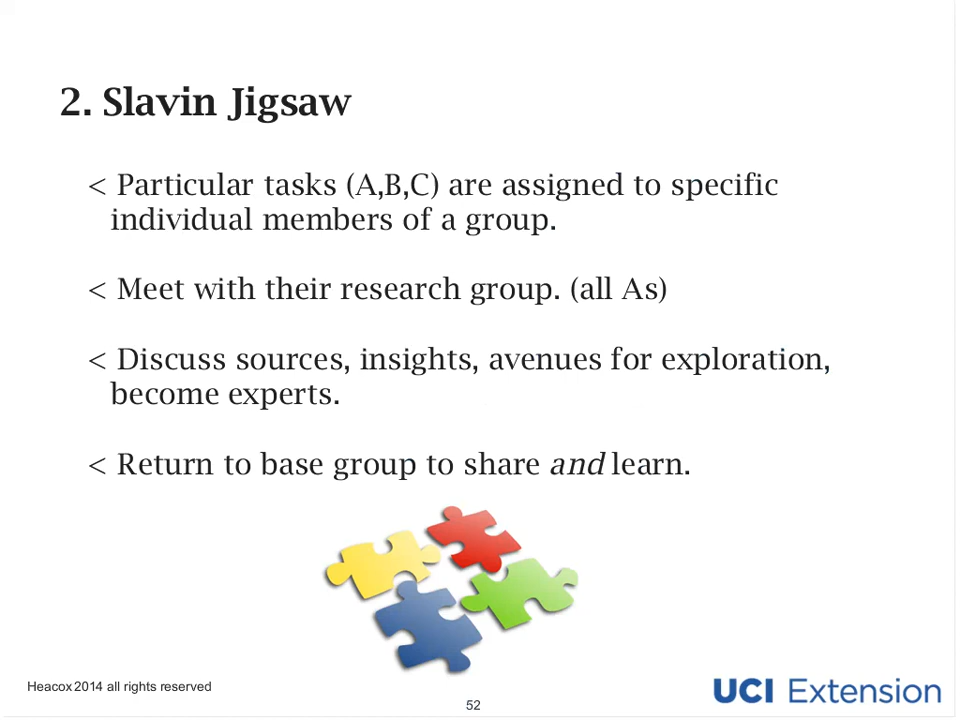 2. Slavin Jigsaw
< Particular tasks (A,B,C) are assigned to specific
individual members of a group.
< Meet with their research group. (all As)
< Discuss sources, insights, avenues for exploration,
become experts.
< Return to base group to share and learn.
Heacox 2014 all rights reserved
52
UCI Extension